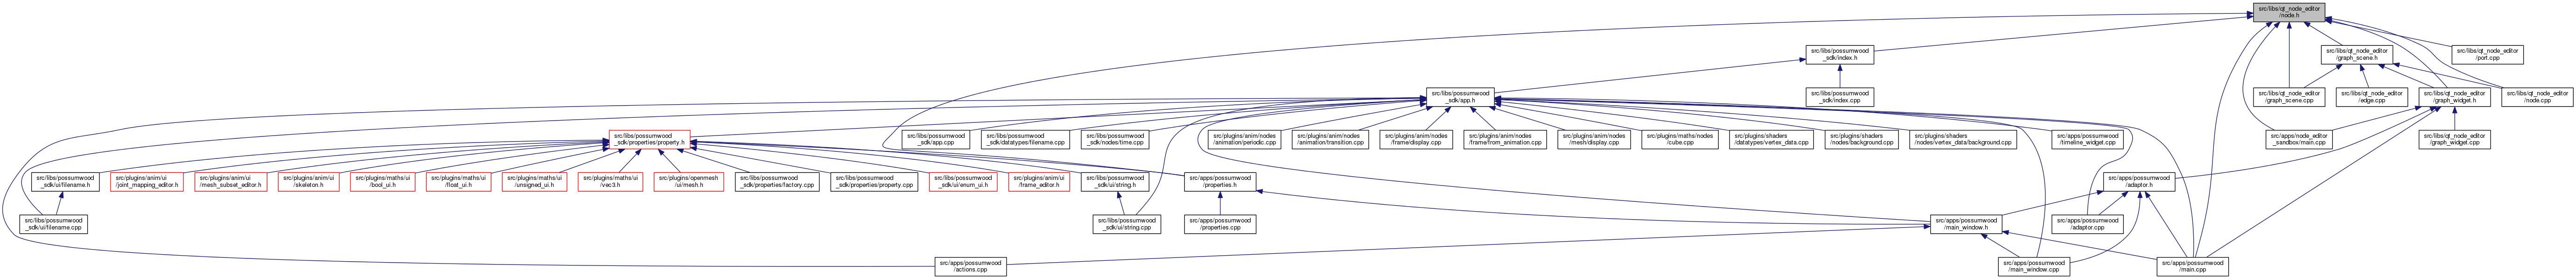 src/libs/qt_node_editor
/node.h
src/libs/possumwood
_sdk/index.h
src/libs/qt_node_editor
/graph_scene.h
src/libs/qt_node_editor
/port.cpp
src/libs/possumwood
_sdk/app.h
src/libs/possumwood
_sdk/index.cpp
src/libs/qt_node_editor
/graph_scene.cpp
src/libs/qt_node_editor
/edge.cpp
src/libs/qt_node_editor
/graph_widget.h
src/libs/qt_node_editor
/node.cpp
src/libs/possumwood
_sdk/properties/property.h
src/libs/possumwood
_sdk/app.cpp
src/libs/possumwood
_sdk/datatypes/filename.cpp
src/libs/possumwood
_sdk/nodes/time.cpp
src/plugins/anim/nodes
/animation/periodic.cpp
src/plugins/anim/nodes
/animation/transition.cpp
src/plugins/anim/nodes
/frame/display.cpp
src/plugins/anim/nodes
/frame/from_animation.cpp
src/plugins/anim/nodes
/mesh/display.cpp
src/plugins/maths/nodes
/cube.cpp
src/plugins/shaders
/datatypes/vertex_data.cpp
src/plugins/shaders
/nodes/background.cpp
src/plugins/shaders
/nodes/vertex_data/background.cpp
src/apps/possumwood
/timeline_widget.cpp
src/apps/node_editor
_sandbox/main.cpp
src/libs/qt_node_editor
/graph_widget.cpp
src/libs/possumwood
_sdk/ui/filename.h
src/plugins/anim/ui
/joint_mapping_editor.h
src/plugins/anim/ui
/mesh_subset_editor.h
src/plugins/anim/ui
/skeleton.h
src/plugins/maths/ui
/bool_ui.h
src/plugins/maths/ui
/float_ui.h
src/plugins/maths/ui
/unsigned_ui.h
src/plugins/maths/ui
/vec3.h
src/plugins/openmesh
/ui/mesh.h
src/libs/possumwood
_sdk/properties/factory.cpp
src/libs/possumwood
_sdk/properties/property.cpp
src/libs/possumwood
_sdk/ui/enum_ui.h
src/plugins/anim/ui
/frame_editor.h
src/libs/possumwood
_sdk/ui/string.h
src/apps/possumwood
/properties.h
src/apps/possumwood
/adaptor.h
src/libs/possumwood
_sdk/ui/filename.cpp
src/libs/possumwood
_sdk/ui/string.cpp
src/apps/possumwood
/properties.cpp
src/apps/possumwood
/main_window.h
src/apps/possumwood
/adaptor.cpp
src/apps/possumwood
/actions.cpp
src/apps/possumwood
/main_window.cpp
src/apps/possumwood
/main.cpp